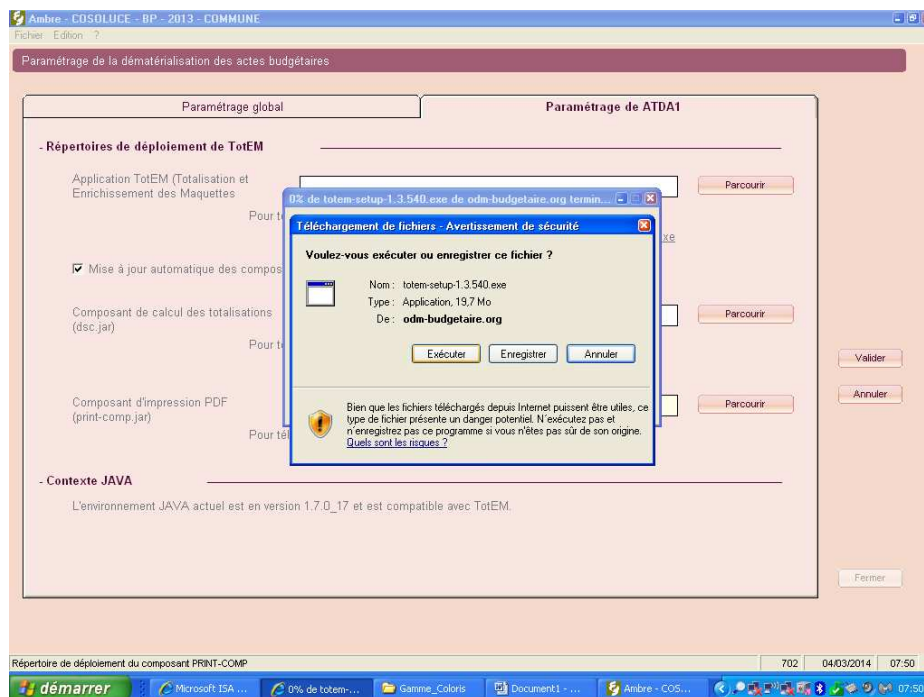 Ambre - COSOLUCE - BP - 2013 - COMMUNE
Fichier Edition ?
Paramétrage de la dématérialisation des actes budgétaires
Paramétrage global
Paramétrage de ATDA1
- Répertoires de déploiement de TotEM
Application TotEM (Totalisation et
Enrichissement des Maquettes
Parcourir
Pour
0% de totem-setup-1.3.540.exe de odm-budgetaire.org termin...
Téléchargement de fichiers - Avertissement de sécurité
xe
Voulez-vous exécuter ou enregistrer ce fichier ?
Mise à jour automatique des compos
Nom : totem-setup-1.3.540.exe
Type : Application, 19,7 Mo
De : odm-budgetaire.org
Composant de calcul des totalisations
(dsc.jar)
Parcourir
Pour
Exécuter Enregistrer Annuler
Valider
Annuler
Composant d'impression PDF
(print-comp.jar)
Parcourir
Pour tél
Bien que les fichiers téléchargés depuis Internet puissent être utiles, ce
type de fichier présente un danger potentiel. N'exécutez pas et
n'enregistrez pas ce programme si vous n'êtes pas sûr de son origine.
Quels sont les risques ?
- Contexte JAVA
L'environnement JAVA actuel est en version 1.7.0_17 et est compatible avec TotEM.
Fermer
Répertoire de déploiement du composant PRINT-COMP
702 04/03/2014 07:50
démarrer Microsoft ISA ... 0% de totem-... Gamme_Coloris Document1 - ... Ambre - COS... 07:50